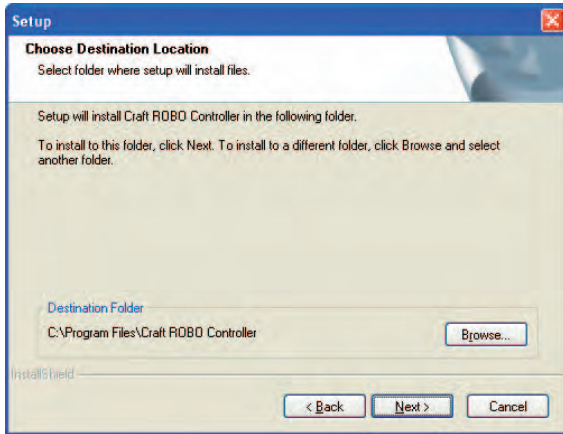 Setup
Choose Destination Location
Select folder where setup will install files.
Setup will install Craft ROBO Controller in the following folder.
To install to this folder, click Next. To install to a different folder, click Browse and select
another folder.
Destination Folder
C:\Program Files\Craft ROBO Controller
Browse...
InstallShield
< Back
Next >
Cancel